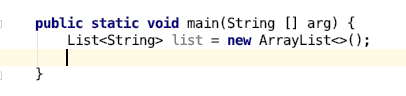 public static void main(String [] arg) {
List<String> list = new ArrayList<>();
}